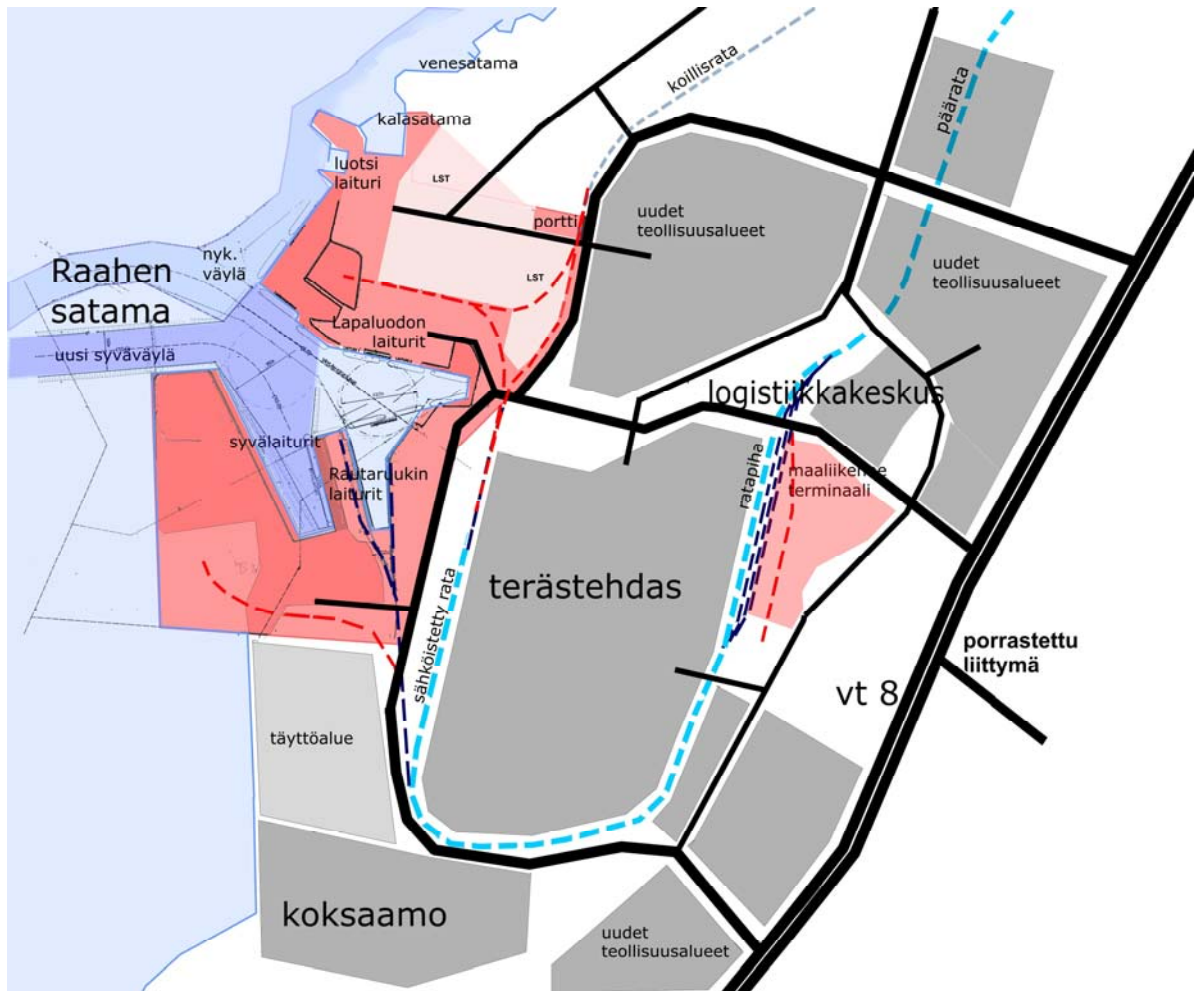 venesatama
koillisrata
päärata
kalasatama
luotsi
laituri
LST
portti
uudet
teollisuusalueet
nyk.
väylä
Raahen
satama
LST
uudet
teollisuusalueet
Lapaluodon
laiturit
uusi syväväylä
logistiikkakeskus
syvälaiturit
Rautaruukin
laiturit
ratapiha
maaliikenne
terminaali
terästehdas
sähköistetty rata
porrastettu
liittymä
vt 8
täyttöalue
koksaamo
uudet
teollisuusalueet